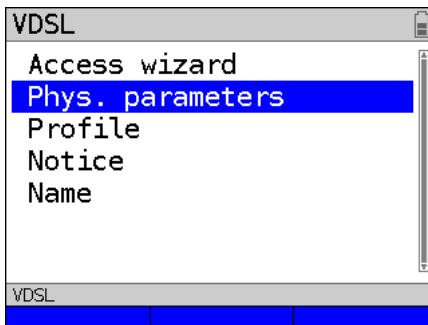 VDSL
Access wizard
Phys. parameters
Profile
Notice
Name
VDSL